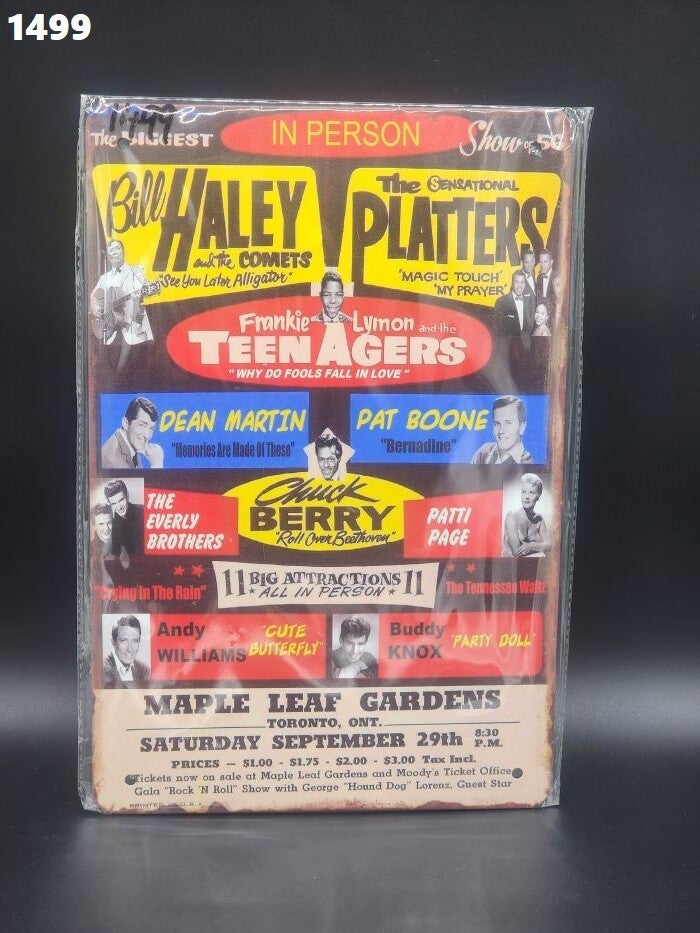 1499
The BIGGEST IN PERSON Show OF 56
Bill HALEY
and the COMETS
"See You Later Alligator"
The SENSATIONAL
PLATTERS
"MAGIC TOUCH"
"MY PRAYER"
Frankie Lymon and the
TEEN AGERS
"WHY DO FOOLS FALL IN LOVE"
DEAN MARTIN
"Memories Are Made Of These"
PAT BOONE
"Bernadine"
Chuck
BERRY
"Roll Over Beethoven"
THE
EVERLY
BROTHERS
PATTI
PAGE
"Crying In The Rain"
11 BIG ATTRACTIONS 11
ALL IN PERSON
The Tennessee Waltz
Andy
WILLIAMS
"CUTE
BUTTERFLY"
Buddy
KNOX
"PARTY DOLL"
MAPLE LEAF GARDENS
TORONTO, ONT.
SATURDAY SEPTEMBER 29th 8:30 P.M.
PRICES — $1.00 - $1.75 - $2.00 - $3.00 Tax Incl.
Tickets now on sale at Maple Leaf Gardens and Moody's Ticket Office
Gala "Rock 'N Roll" Show with George "Hound Dog" Lorenz, Guest Star
PRINTED IN U.S.A.